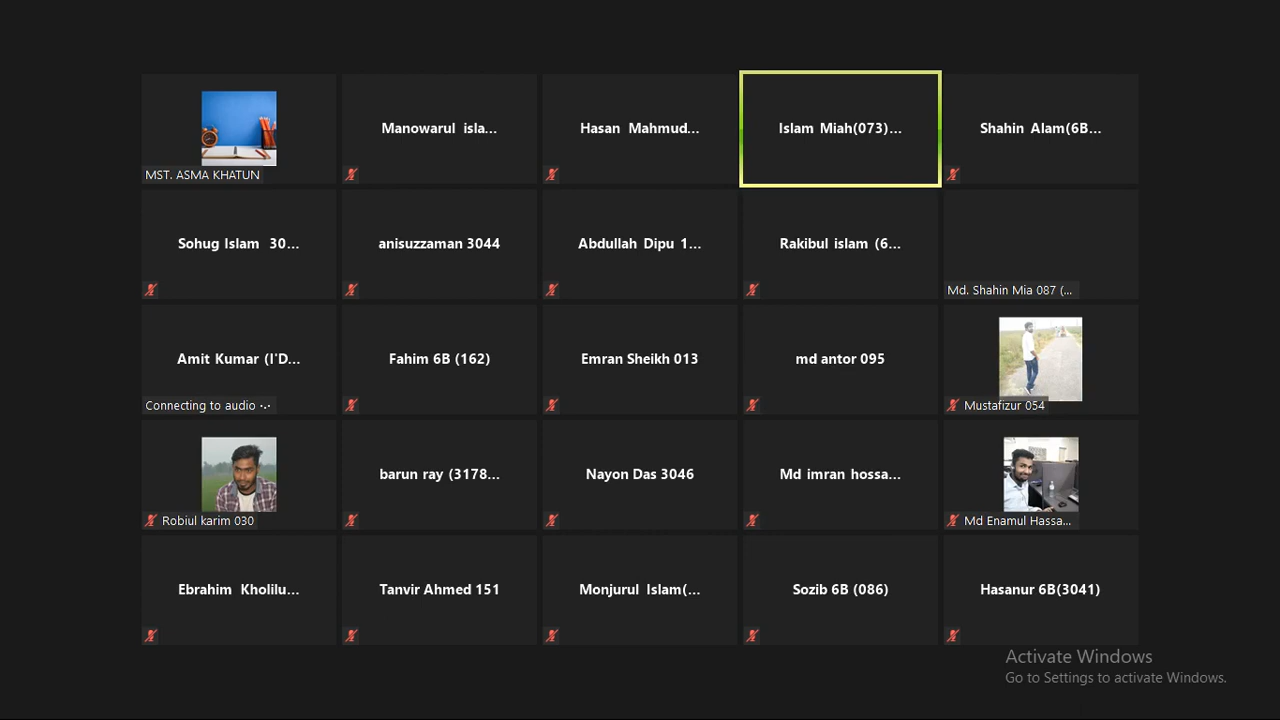 Manowarul isla...
Hasan Mahmud...
Islam Miah(073)...
Shahin Alam(6B...
MST. ASMA KHATUN
Sohug Islam 30...
anisuzzaman 3044
Abdullah Dipu 1...
Rakibul islam (6...
Md. Shahin Mia 087 (...
Amit Kumar (I'D...
Fahim 6B (162)
Emran Sheikh 013
md antor 095
Connecting to audio
Mustafizur 054
barun ray (3178...
Nayon Das 3046
Md imran hossa...
Robiul karim 030
Md Enamul Hassa...
Ebrahim Kholilu...
Tanvir Ahmed 151
Monjurul Islam(...
Sozib 6B (086)
Hasanur 6B(3041)
Activate Windows
Go to Settings to activate Windows.